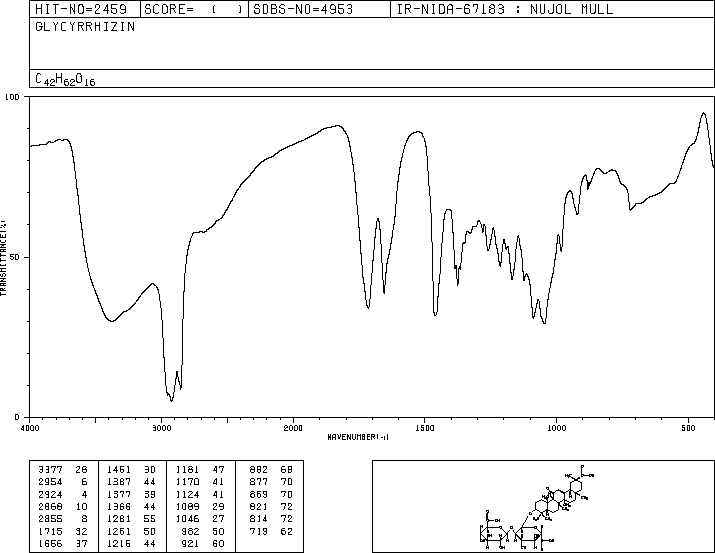 HIT-NO=2459 SCORE= ( ) SDBS-NO=4953 IR-NIDA-67183 : NUJOL MULL
GLYCYRRHIZIN
C42H62O16
100
TRANSMITTANCE(%)
50
0
4000 3000 2000 1500 1000 500
WAVENUMBER(-1)
3377 28 1461 30 1181 47 882 68
2954 6 1387 44 1170 41 877 70
2924 4 1377 39 1124 41 869 70
2868 10 1366 44 1089 29 821 72
2855 8 1281 55 1046 27 814 72
1715 32 1261 50 982 50 719 62
1656 37 1216 44 921 60